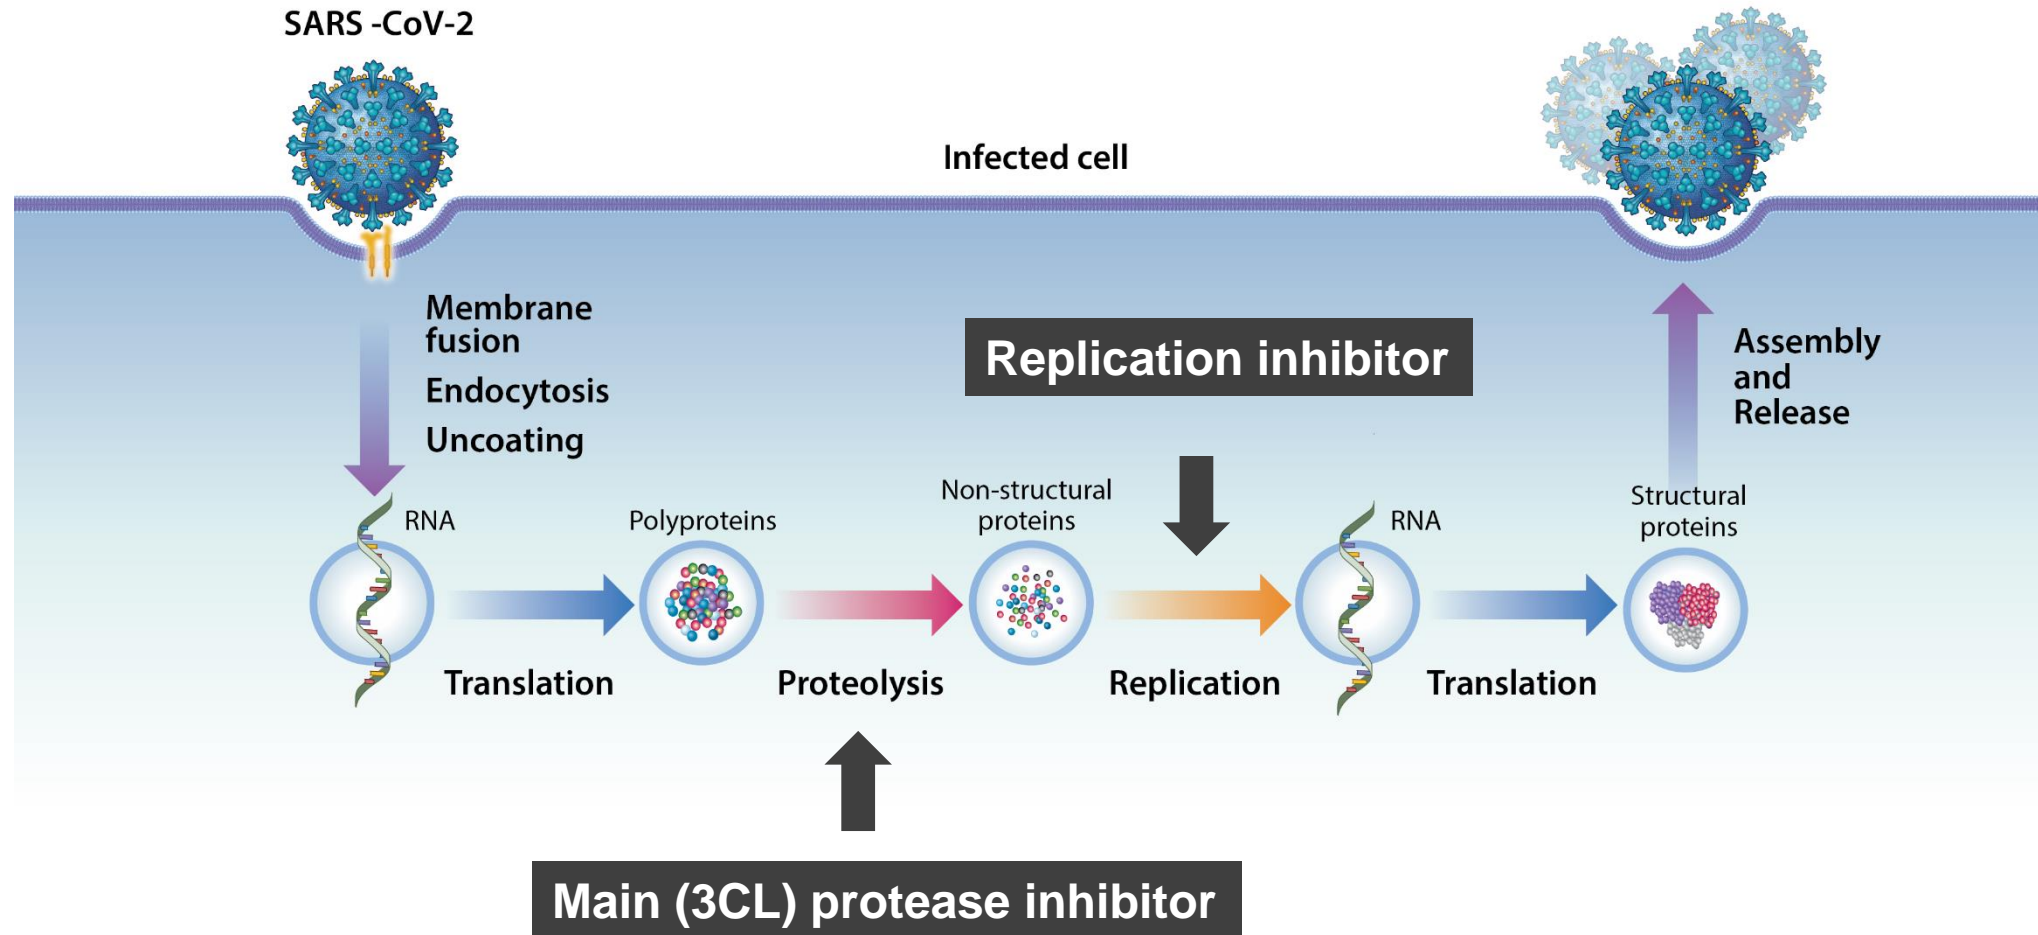 SARS -CoV-2
Infected cell
Membrane
fusion
Endocytosis
Uncoating
Replication inhibitor
Assembly
and
Release
RNA
Polyproteins
Non-structural
proteins
RNA
Structural
proteins
Translation
Proteolysis
Replication
Translation
Main (3CL) protease inhibitor